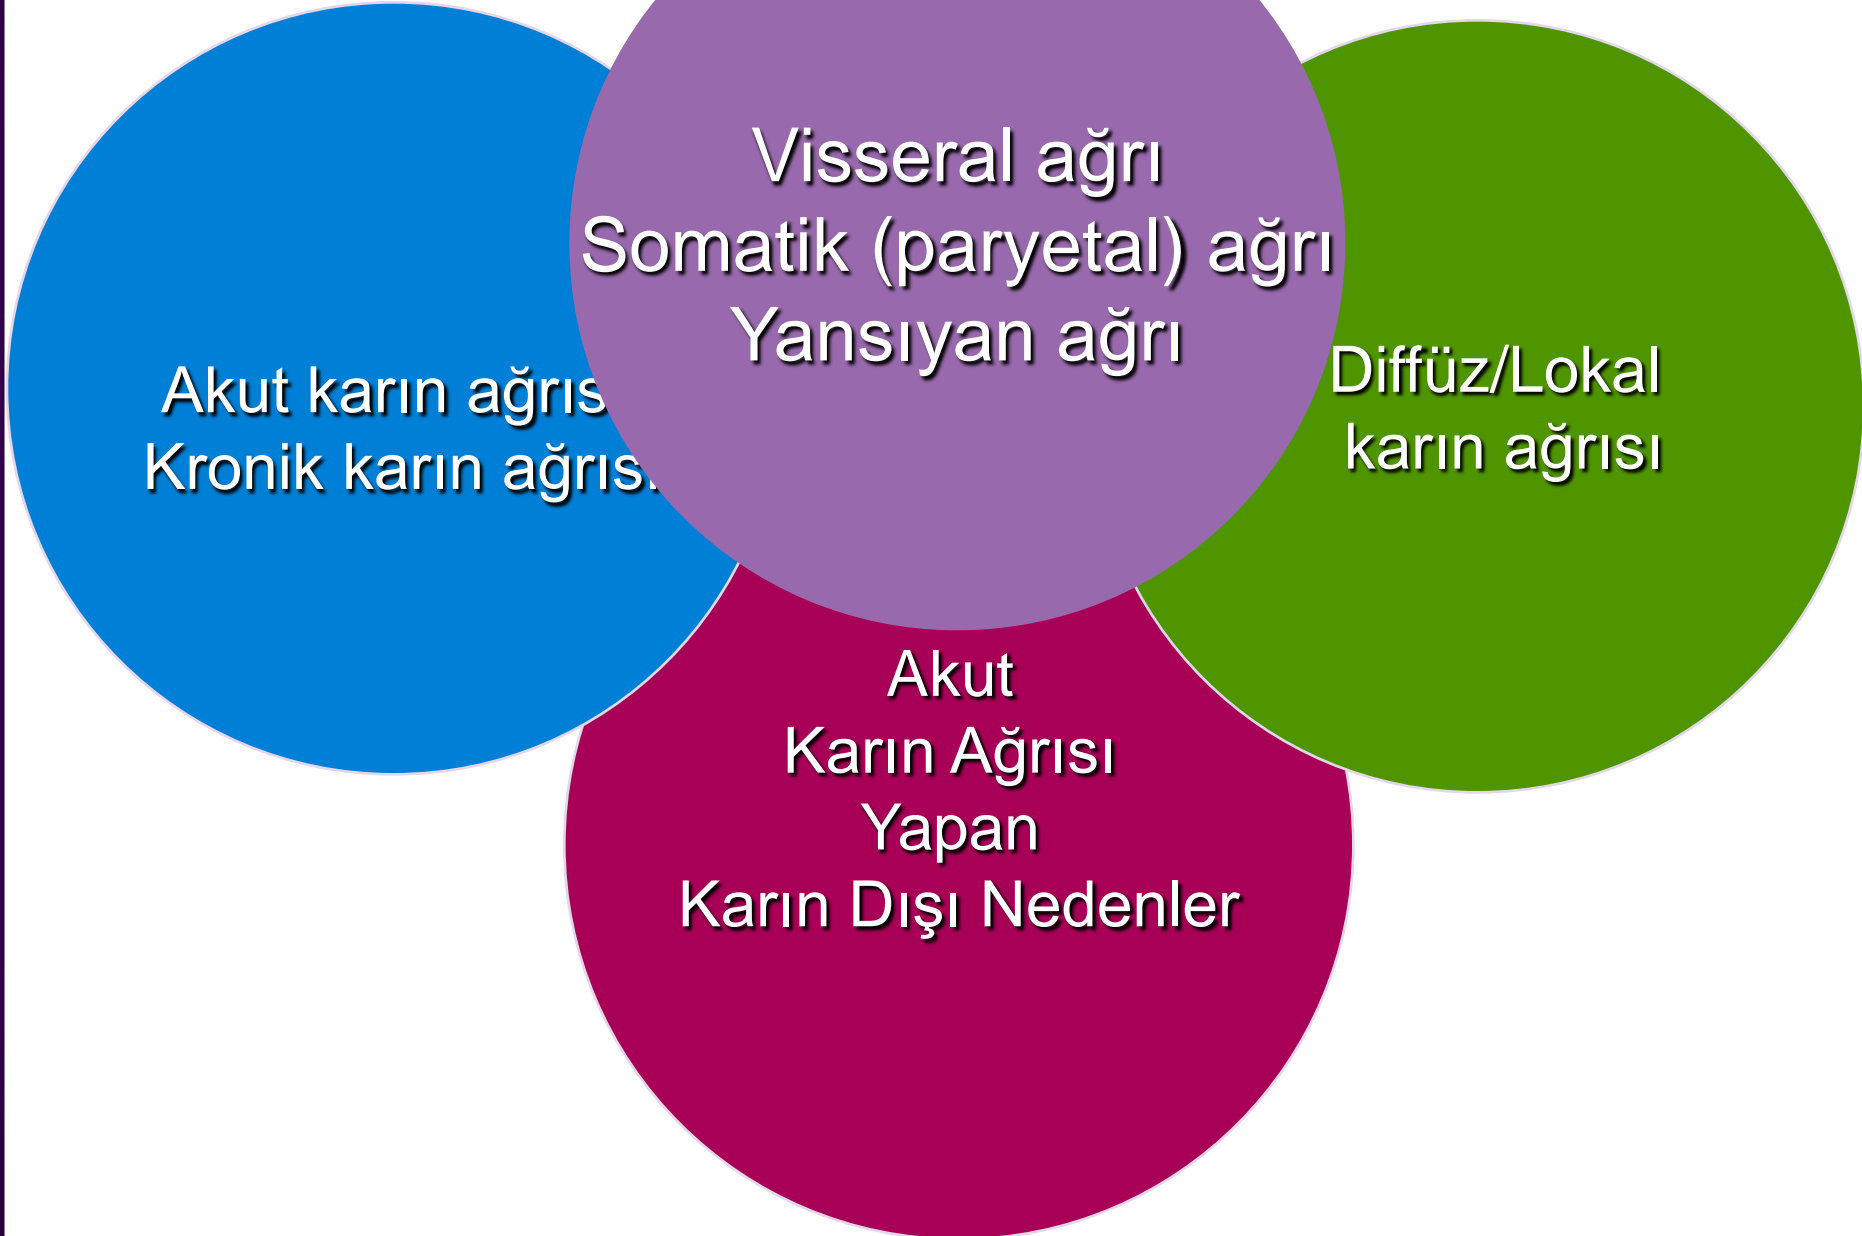 Visseral ağrı
Somatik (paryetal) ağrı
Yansıyan ağrı
Akut karın ağrıs
Kronik karın ağrısı
Diffüz/Lokal
karın ağrısı
Akut
Karın Ağrısı
Yapan
Karın Dışı Nedenler